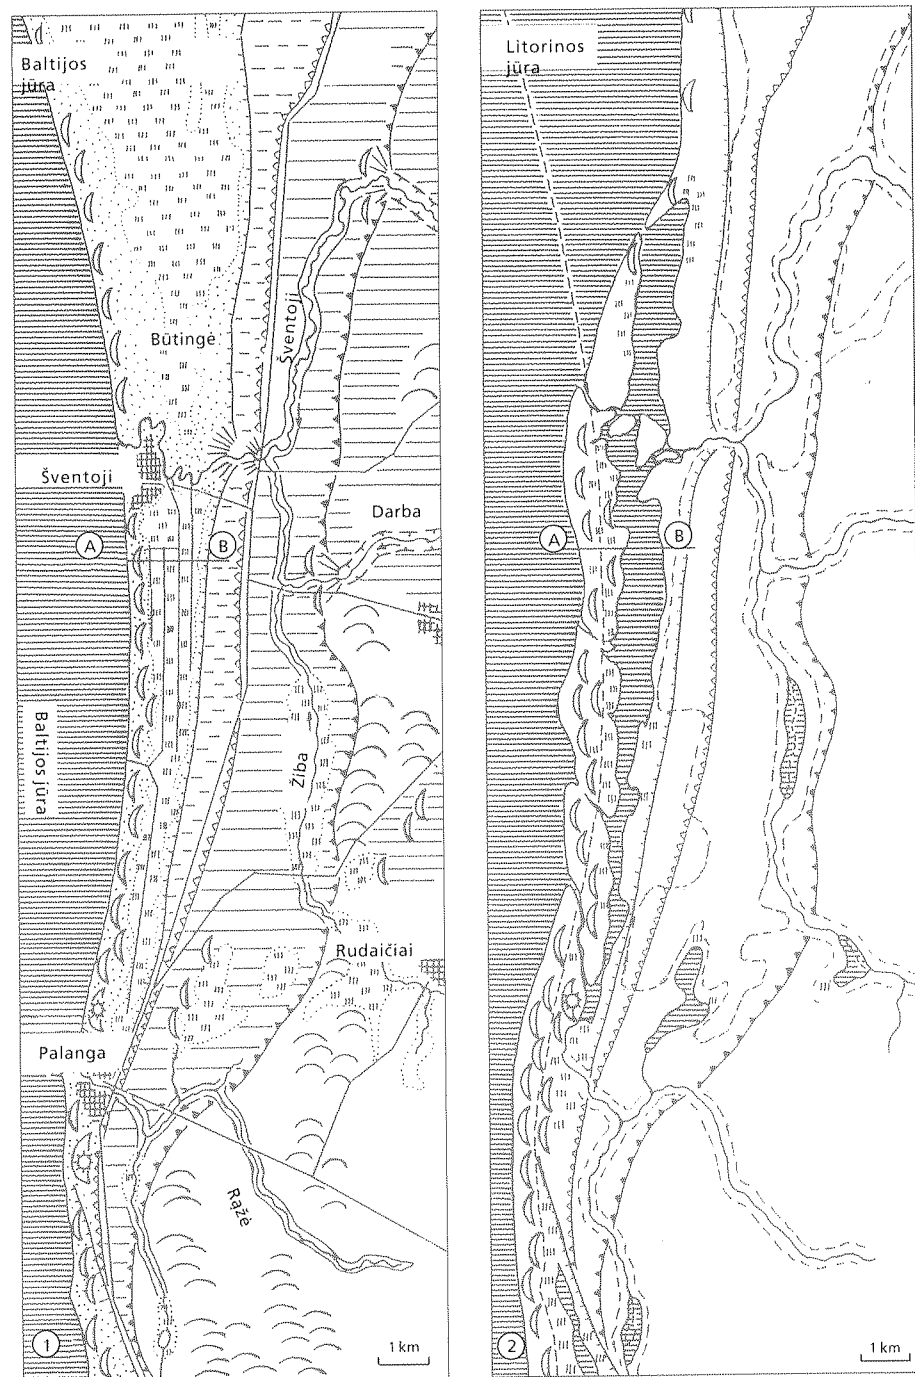 Baltijos
jūra
Būtingė
Šventoji
Šventoji
Darba
A
B
Baltijos jūra
Žiba
Rudaičiai
Palanga
Rąžė
1
1 km
Litorinos
jūra
A
B
2
1 km